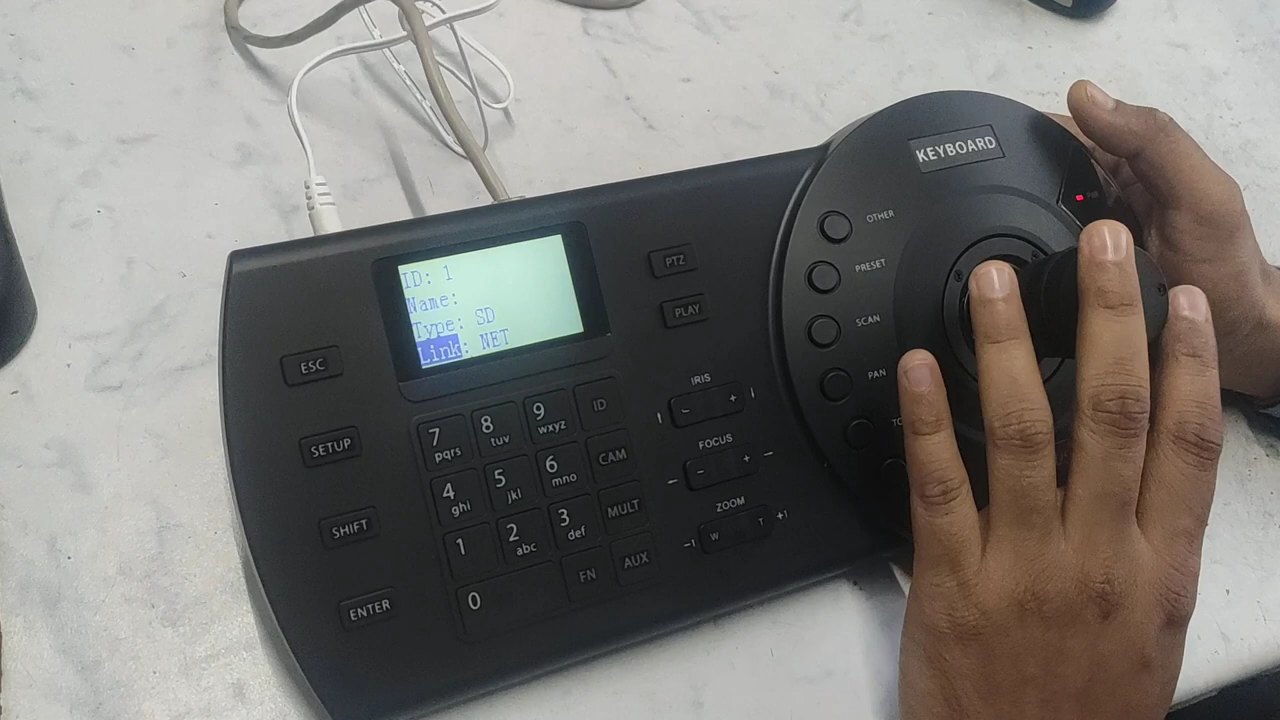 KEYBOARD
OTHER
PRESET
SCAN
PAN
ID: 1
Name:
Type: SD
Link: NET
PTZ
PLAY
ESC
SETUP
SHIFT
ENTER
7 pqrs
8 tuv
9 wxyz
ID
4 ghi
5 jkl
6 mno
CAM
1
2 abc
3 def
MULT
0
FN
AUX
IRIS
- +
FOCUS
- +
ZOOM
-1 W T +1